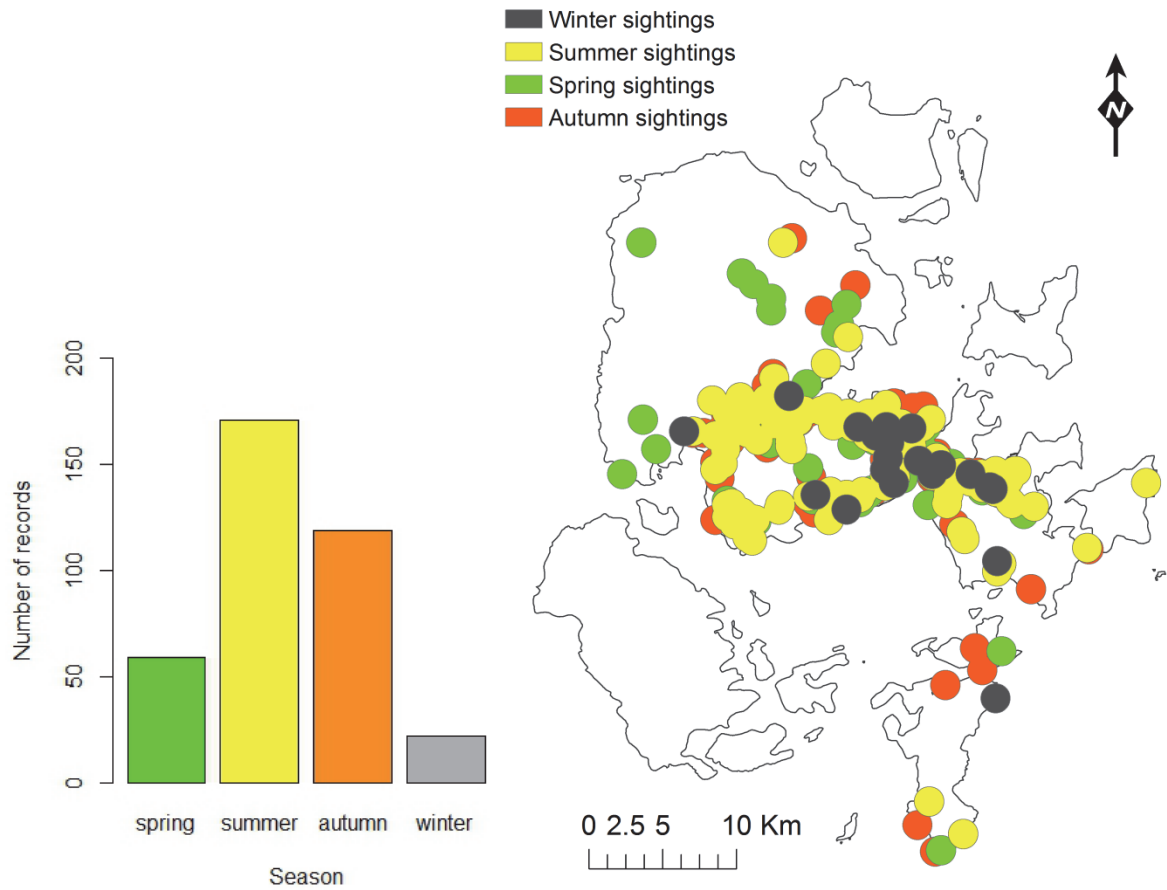 Winter sightings
Summer sightings
Spring sightings
Autumn sightings
N
Number of records
200
150
100
50
0
spring summer autumn winter
Season
0 2.5 5 10 Km